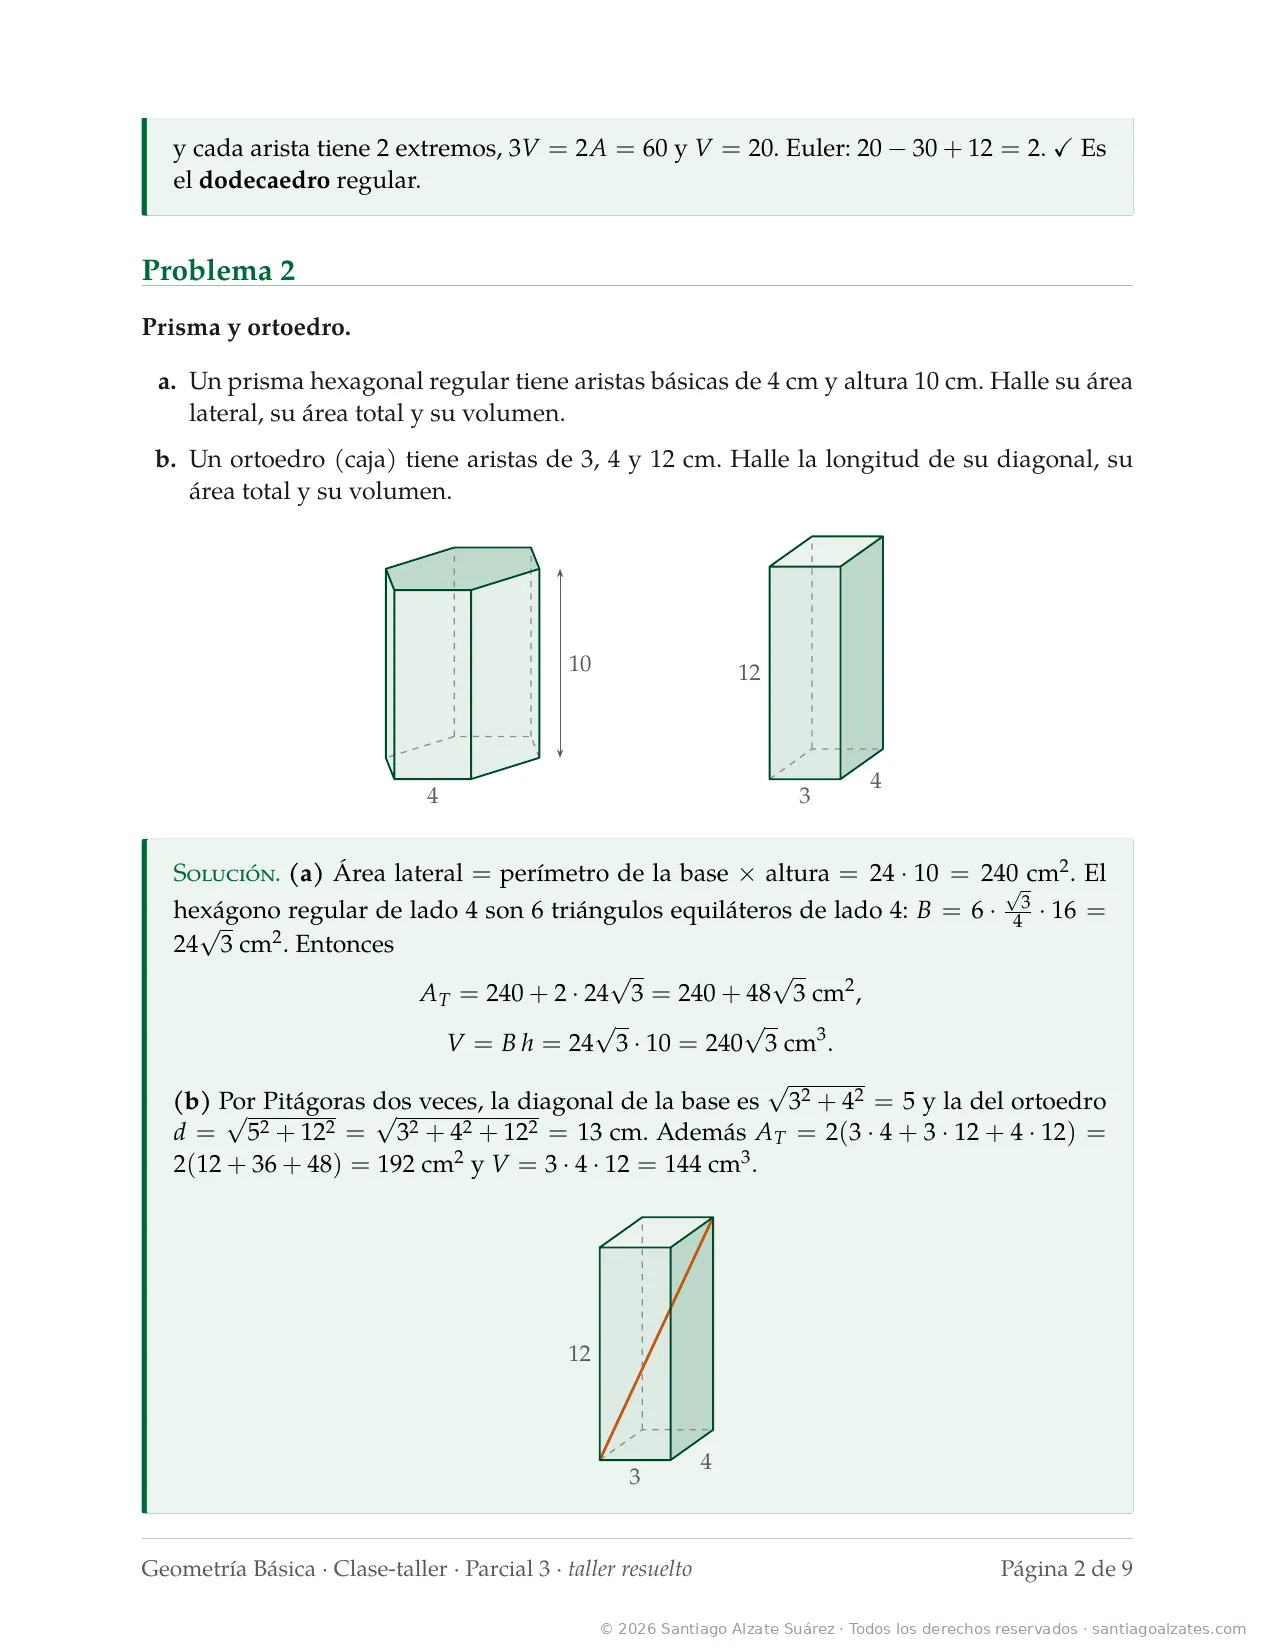 y cada arista tiene 2 extremos, 3V = 2A = 60 y V = 20. Euler: 20 − 30 + 12 = 2. ✓ Es
el dodecaedro regular.
Problema 2
Prisma y ortoedro.
a. Un prisma hexagonal regular tiene aristas básicas de 4 cm y altura 10 cm. Halle su área
lateral, su área total y su volumen.
b. Un ortoedro (caja) tiene aristas de 3, 4 y 12 cm. Halle la longitud de su diagonal, su
área total y su volumen.
10
4
12
3
4
Solución. (a) Área lateral = perímetro de la base × altura = 24 · 10 = 240 cm². El
hexágono regular de lado 4 son 6 triángulos equiláteros de lado 4: B = 6 · √3/4 · 16 =
24√3 cm². Entonces
A_T = 240 + 2 · 24√3 = 240 + 48√3 cm²,
V = B h = 24√3 · 10 = 240√3 cm³.
(b) Por Pitágoras dos veces, la diagonal de la base es √(3² + 4²) = 5 y la del ortoedro
d = √(5² + 12²) = √(3² + 4² + 12²) = 13 cm. Además A_T = 2(3 · 4 + 3 · 12 + 4 · 12) =
2(12 + 36 + 48) = 192 cm² y V = 3 · 4 · 12 = 144 cm³.
12
3
4
Geometría Básica · Clase-taller · Parcial 3 · taller resuelto
Página 2 de 9
© 2026 Santiago Alzate Suárez · Todos los derechos reservados · santiagoalzates.com